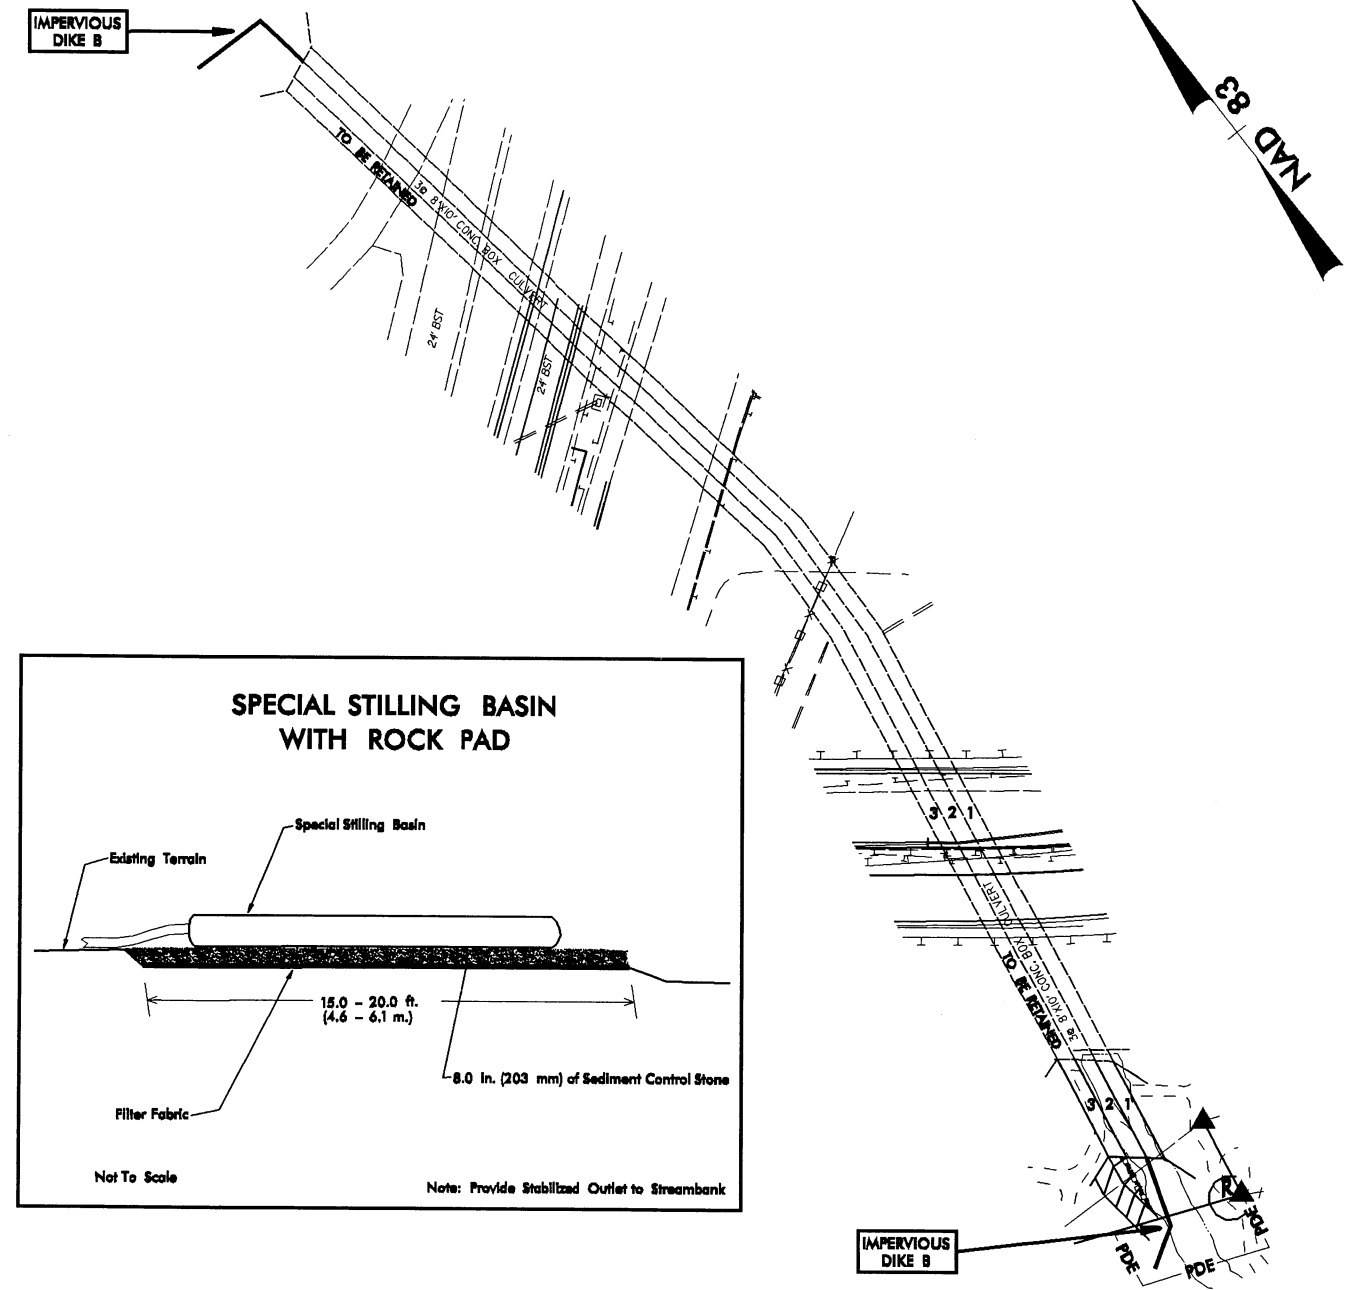 IMPERVIOUS
DIKE B
NAD 83
TO BE RETAINED
3@ 8'X10' CONC. BOX CULVERT
24' BST
24' BST
SPECIAL STILLING BASIN
WITH ROCK PAD
Special Stilling Basin
Existing Terrain
15.0 - 20.0 ft.
(4.6 - 6.1 m.)
8.0 in. (203 mm) of Sediment Control Stone
Filter Fabric
Not To Scale
Note: Provide Stabilized Outlet to Streambank
3 2 1
3@ 8'X10' CONC. BOX CULVERT
TO BE RETAINED
3 2 1
R
PDE
PDE
PDE
IMPERVIOUS
DIKE B